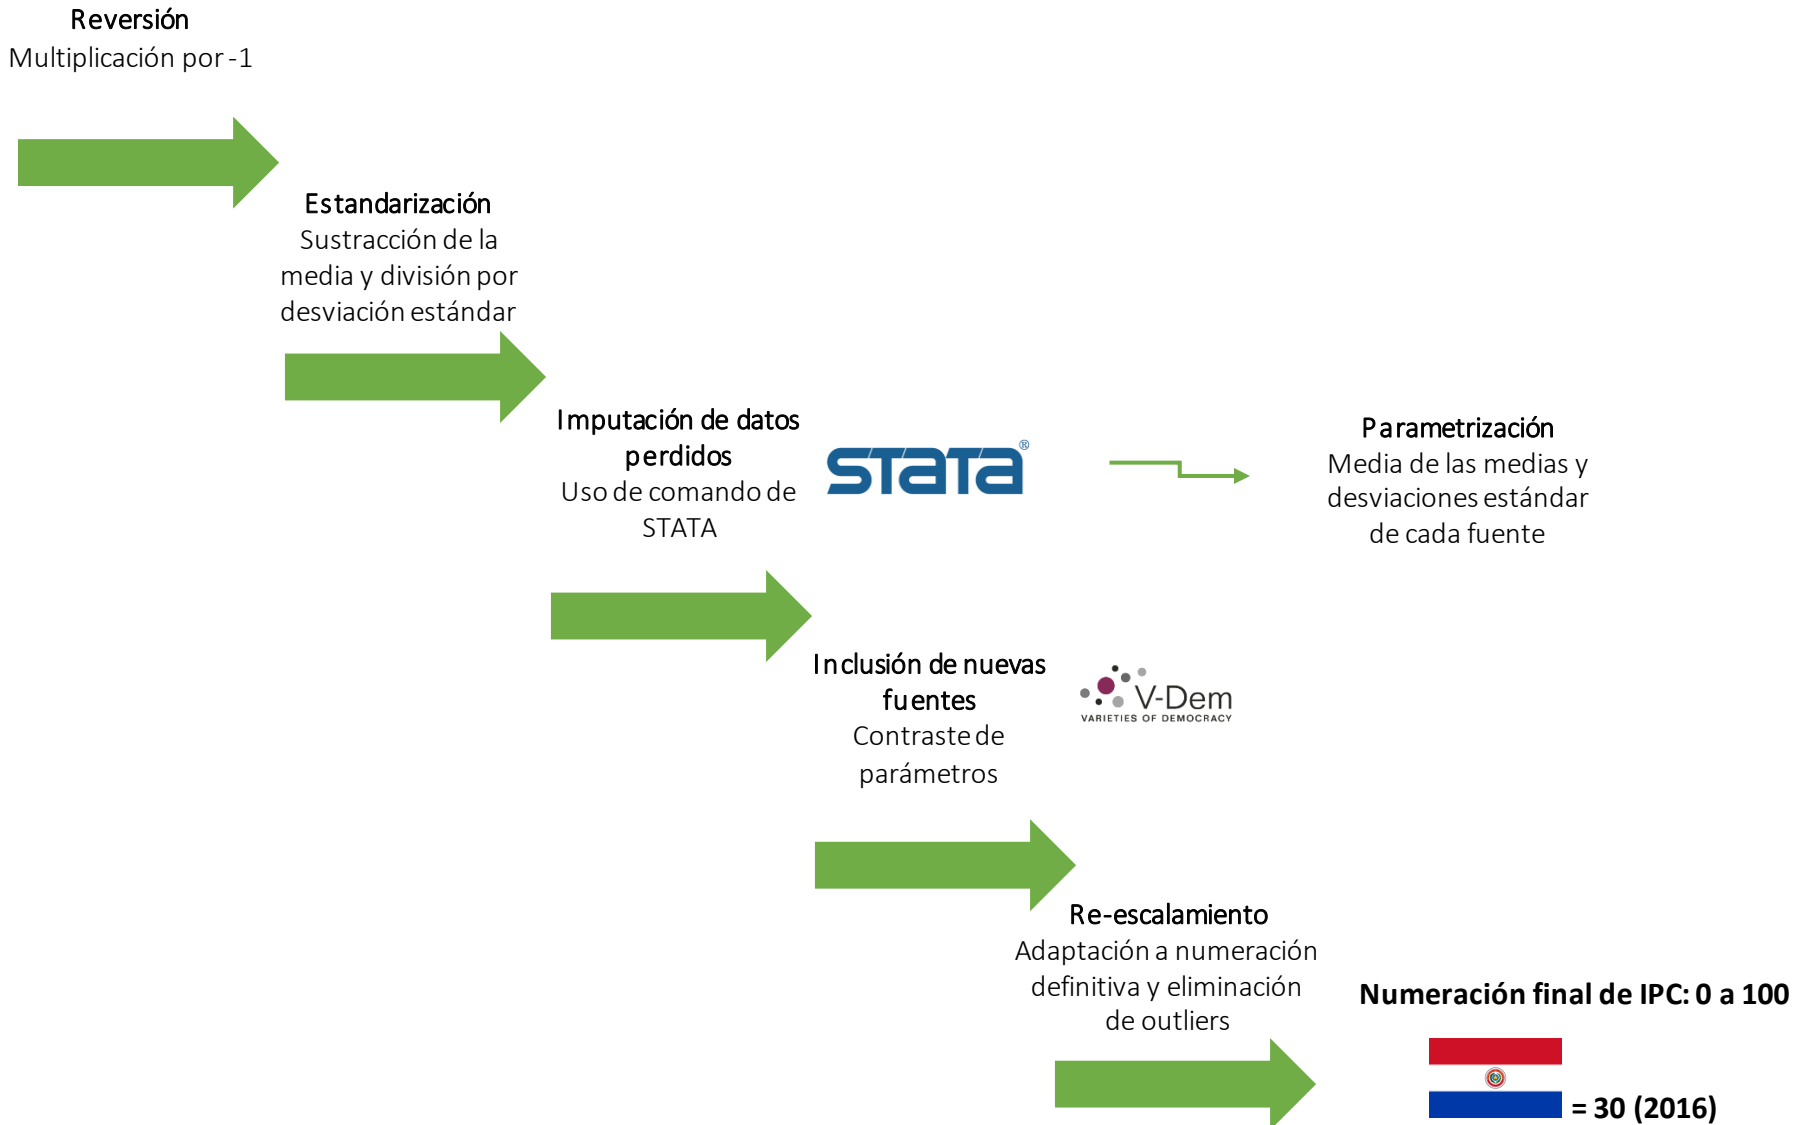 Reversión
Multiplicación por -1
Estandarización
Sustracción de la
media y división por
desviación estándar
Imputación de datos
perdidos
Uso de comando de
STATA
STATA®
Parametrización
Media de las medias y
desviaciones estándar
de cada fuente
Inclusión de nuevas
fuentes
Contraste de
parámetros
V-Dem
VARIETIES OF DEMOCRACY
Re-escalamiento
Adaptación a numeración
definitiva y eliminación
de outliers
Numeración final de IPC: 0 a 100
= 30 (2016)